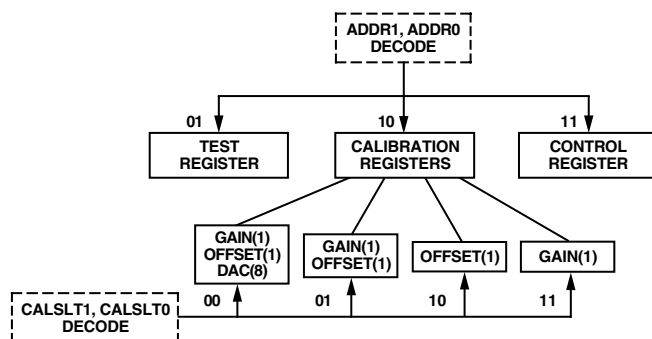 ADDR1, ADDR0
DECODE
01
10
11
TEST
REGISTER
CALIBRATION
REGISTERS
CONTROL
REGISTER
GAIN(1)
OFFSET(1)
DAC(8)
GAIN(1)
OFFSET(1)
OFFSET(1)
GAIN(1)
00
01
10
11
CALSLT1, CALSLT0
DECODE